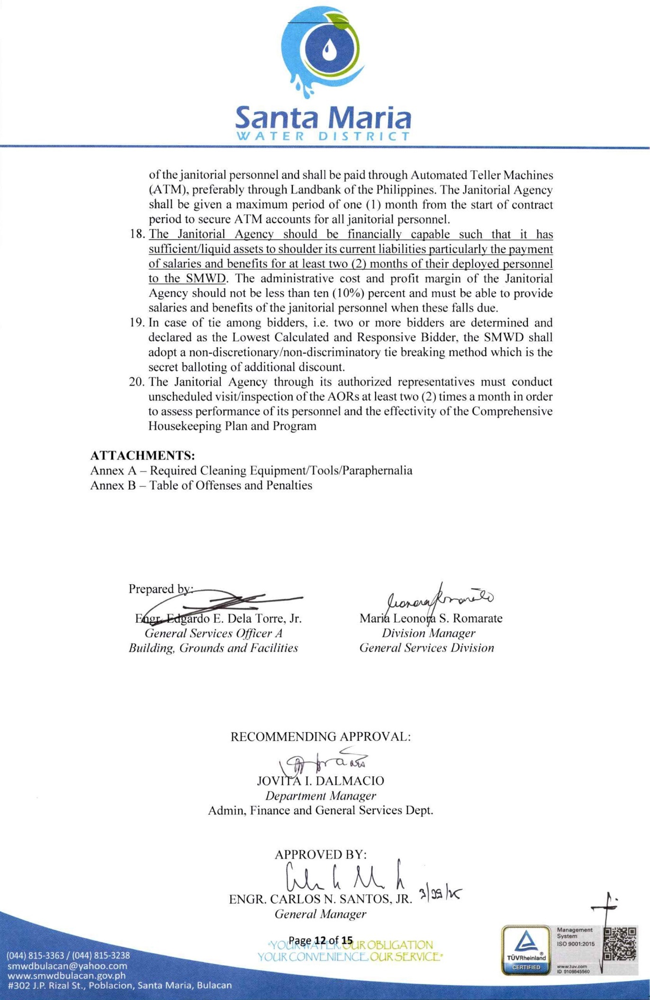 Santa Maria
WATER DISTRICT
of the janitorial personnel and shall be paid through Automated Teller Machines
(ATM), preferably through Landbank of the Philippines. The Janitorial Agency
shall be given a maximum period of one (1) month from the start of contract
period to secure ATM accounts for all janitorial personnel.
18. The Janitorial Agency should be financially capable such that it has
sufficient/liquid assets to shoulder its current liabilities particularly the payment
of salaries and benefits for at least two (2) months of their deployed personnel
to the SMWD. The administrative cost and profit margin of the Janitorial
Agency should not be less than ten (10%) percent and must be able to provide
salaries and benefits of the janitorial personnel when these falls due.
19. In case of tie among bidders, i.e. two or more bidders are determined and
declared as the Lowest Calculated and Responsive Bidder, the SMWD shall
adopt a non-discretionary/non-discriminatory tie breaking method which is the
secret balloting of additional discount.
20. The Janitorial Agency through its authorized representatives must conduct
unscheduled visit/inspection of the AORs at least two (2) times a month in order
to assess performance of its personnel and the effectivity of the Comprehensive
Housekeeping Plan and Program
ATTACHMENTS:
Annex A – Required Cleaning Equipment/Tools/Paraphernalia
Annex B – Table of Offenses and Penalties
Prepared by:
Engr. Edgardo E. Dela Torre, Jr.
General Services Officer A
Building, Grounds and Facilities
Maria Leonora S. Romarate
Division Manager
General Services Division
RECOMMENDING APPROVAL:
JOVITA I. DALMACIO
Department Manager
Admin, Finance and General Services Dept.
APPROVED BY:
ENGR. CARLOS N. SANTOS, JR.
General Manager
Page 12 of 15
"YOUR WATER, OUR OBLIGATION
YOUR CONVENIENCE, OUR SERVICE"
(044) 815-3363 / (044) 815-3238
smwdbulacan@yahoo.com
www.smwdbulacan.gov.ph
#302 J.P. Rizal St., Poblacion, Santa Maria, Bulacan
TÜVRheinland®
CERTIFIED
Management
System
ISO 9001:2015
www.tuv.com
ID 9108645560